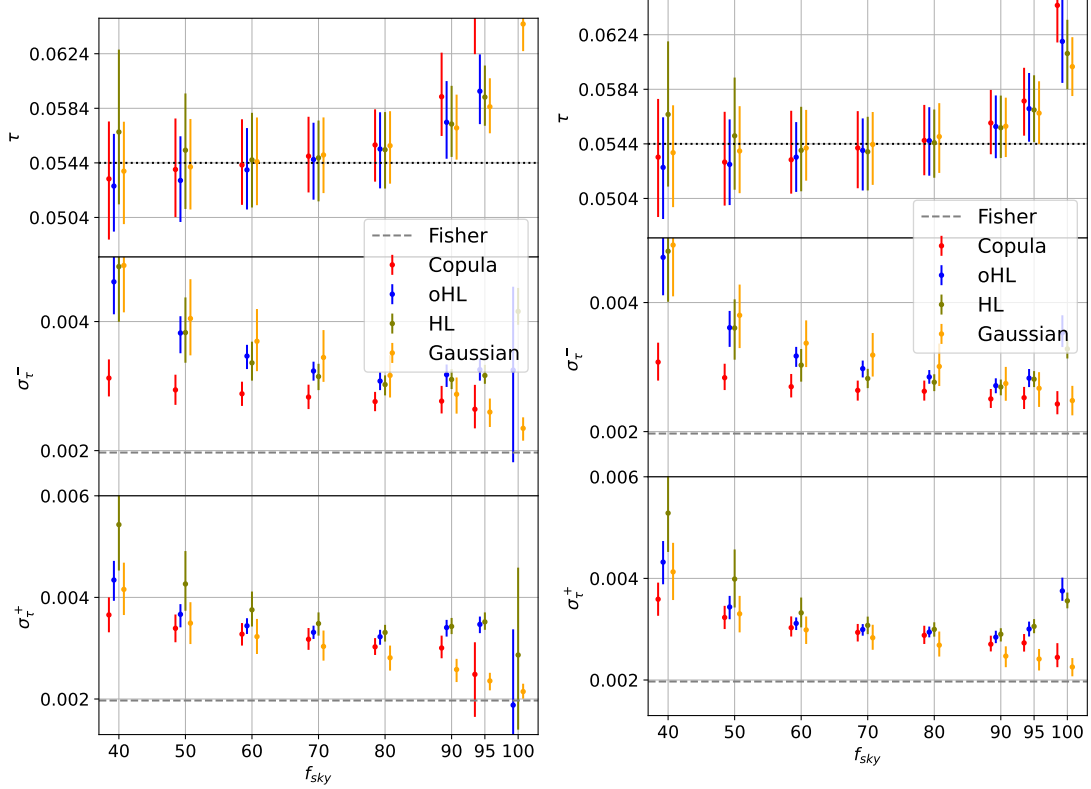 0.0624
0.0584
0.0544
0.0504
τ
0.004
0.002
σ_τ^−
0.006
0.004
0.002
σ_τ^+
40 50 60 70 80 90 95 100
f_sky
Fisher
Copula
oHL
HL
Gaussian
0.0624
0.0584
0.0544
0.0504
τ
0.004
0.002
σ_τ^−
0.006
0.004
0.002
σ_τ^+
40 50 60 70 80 90 95 100
f_sky
Fisher
Copula
oHL
HL
Gaussian